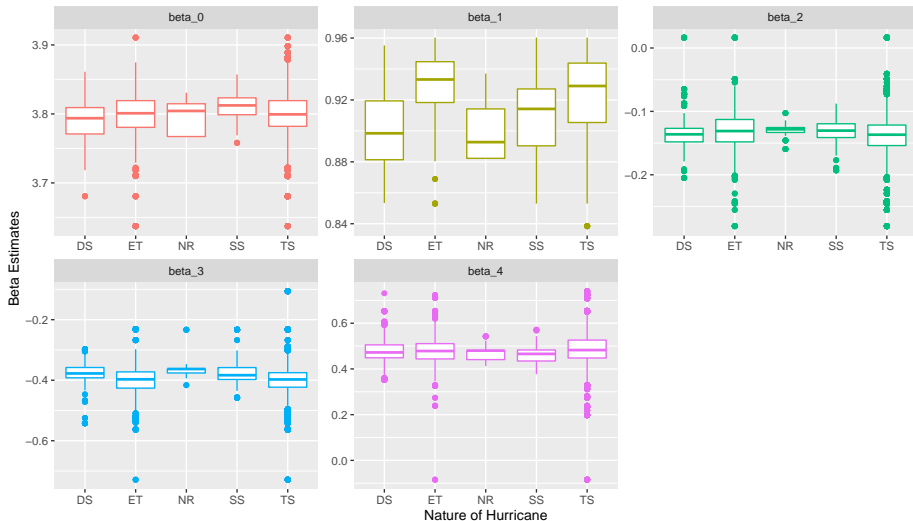 beta_0
beta_1
beta_2
3.9
3.8
3.7
0.96
0.92
0.88
0.84
0.0
−0.1
−0.2
DS
ET
NR
SS
TS
DS
ET
NR
SS
TS
DS
ET
NR
SS
TS
Beta Estimates
beta_3
beta_4
−0.2
−0.4
−0.6
0.6
0.4
0.2
0.0
DS
ET
NR
SS
TS
DS
ET
NR
SS
TS
Nature of Hurricane